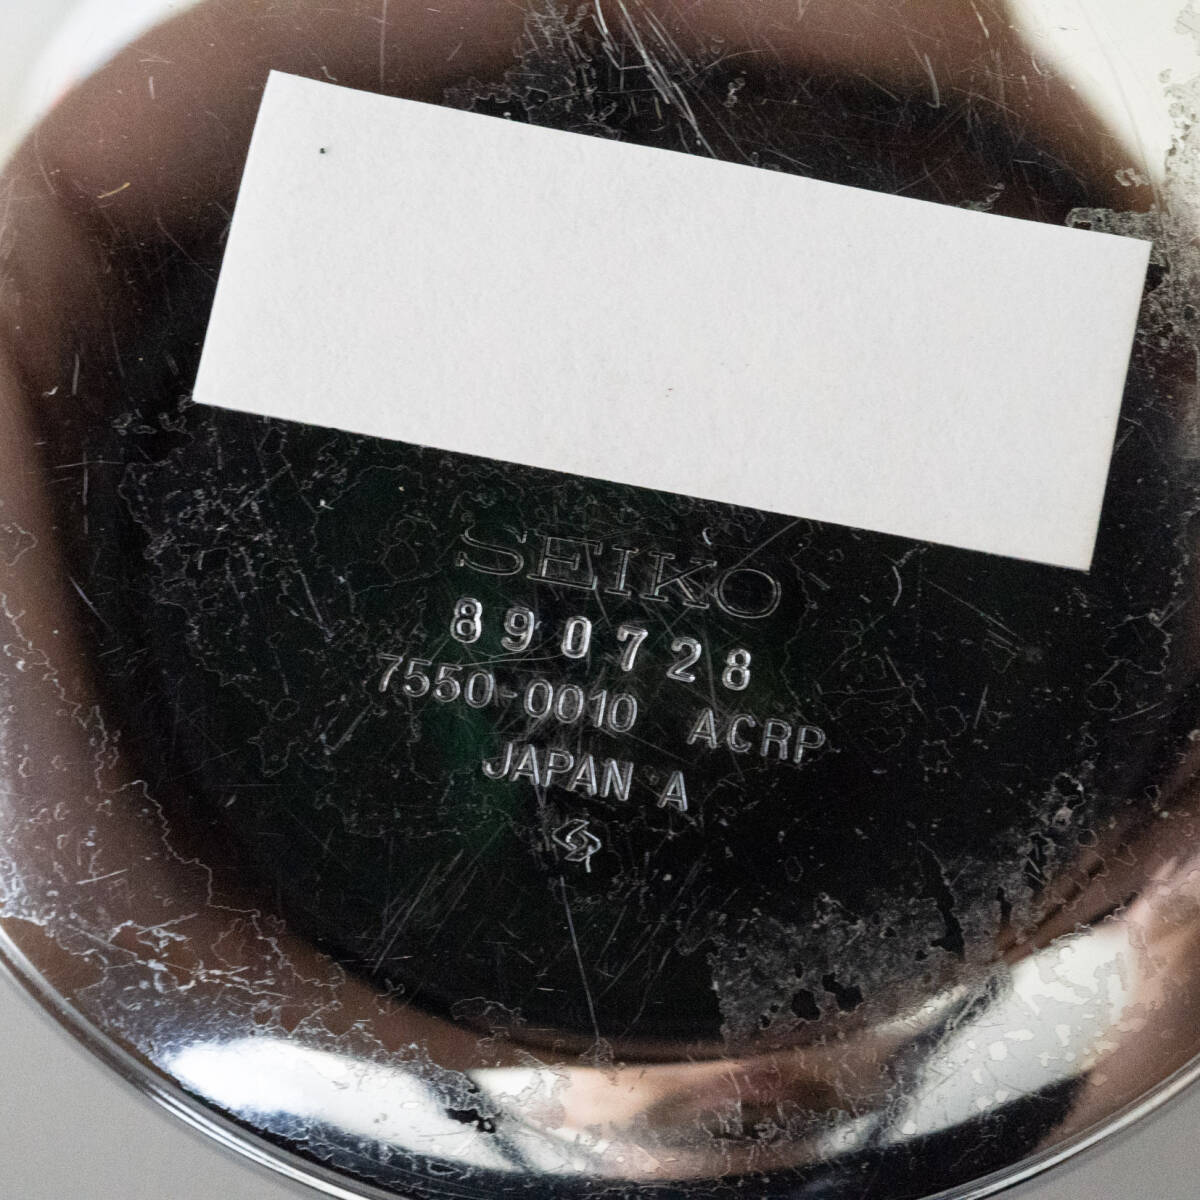 SEIKO
890728
7550-0010 ACRP
JAPAN A